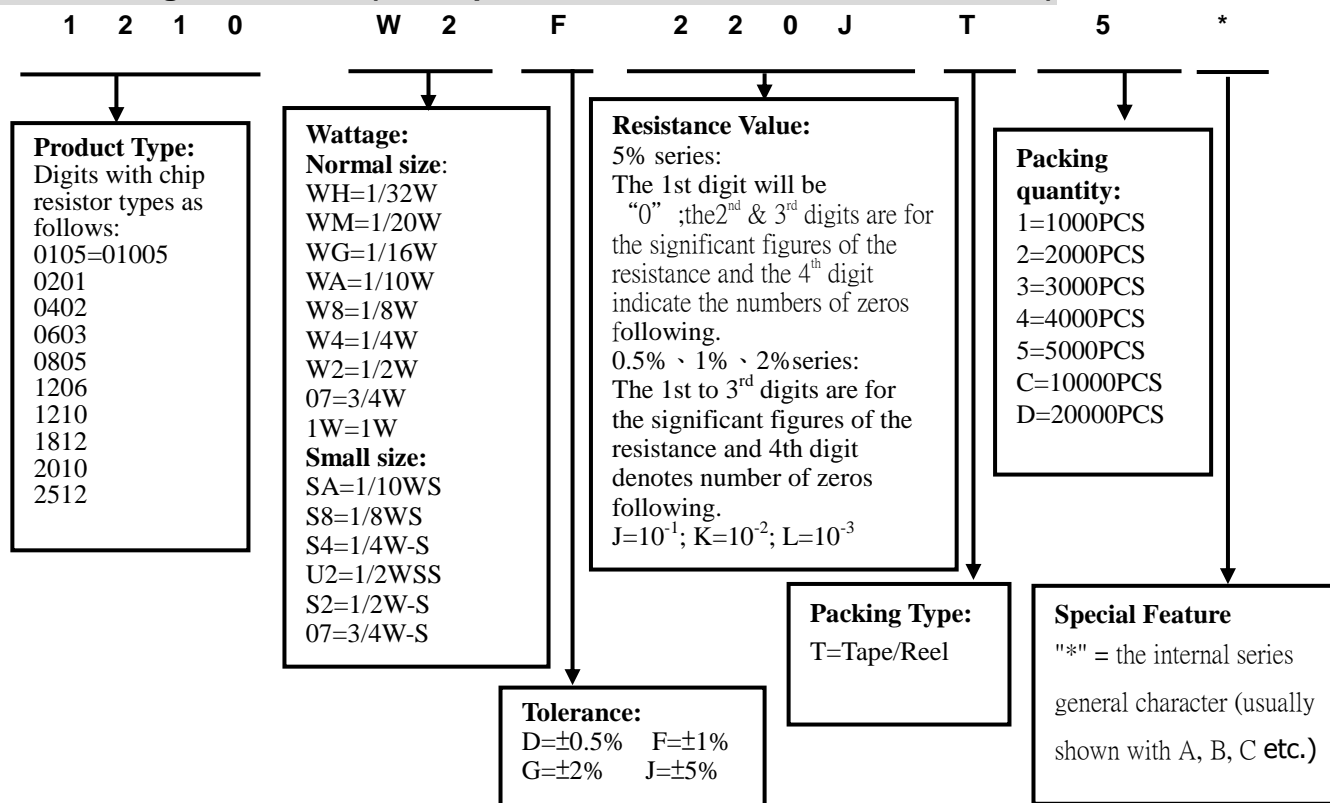 1 2 1 0 W 2 F 2 2 0 J T 5 *
Product Type:
Digits with chip
resistor types as
follows:
0105=01005
0201
0402
0603
0805
1206
1210
1812
2010
2512
Wattage:
Normal size:
WH=1/32W
WM=1/20W
WG=1/16W
WA=1/10W
W8=1/8W
W4=1/4W
W2=1/2W
07=3/4W
1W=1W
Small size:
SA=1/10WS
S8=1/8WS
S4=1/4W-S
U2=1/2WSS
S2=1/2W-S
07=3/4W-S
Tolerance:
D=±0.5% F=±1%
G=±2% J=±5%
Resistance Value:
5% series:
The 1st digit will be
“0” ;the2nd & 3rd digits are for
the significant figures of the
resistance and the 4th digit
indicate the numbers of zeros
following.
0.5%、1%、2%series:
The 1st to 3rd digits are for
the significant figures of the
resistance and 4th digit
denotes number of zeros
following.
J=10-1; K=10-2; L=10-3
Packing Type:
T=Tape/Reel
Packing
quantity:
1=1000PCS
2=2000PCS
3=3000PCS
4=4000PCS
5=5000PCS
C=10000PCS
D=20000PCS
Special Feature
"*" = the internal series
general character (usually
shown with A, B, C etc.)